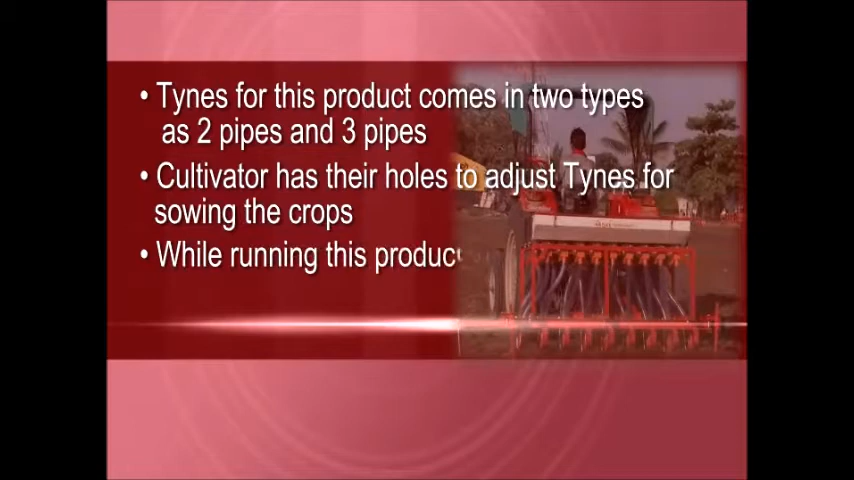 • Tynes for this product comes in two types
as 2 pipes and 3 pipes
• Cultivator has their holes to adjust Tynes for
sowing the crops
• While running this produc